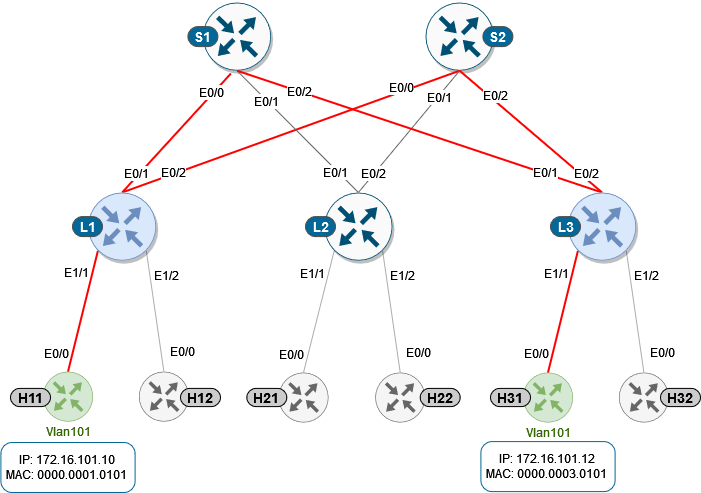 S1
S2
E0/0
E0/2
E0/0
E0/2
E0/1
E0/1
E0/1
E0/2
E0/1
E0/2
E0/1
E0/2
L1
L2
L3
E1/1
E1/2
E1/1
E1/2
E1/1
E1/2
E0/0
E0/0
E0/0
E0/0
E0/0
E0/0
H11
H12
H21
H22
H31
H32
Vlan101
Vlan101
IP: 172.16.101.10
MAC: 0000.0001.0101
IP: 172.16.101.12
MAC: 0000.0003.0101